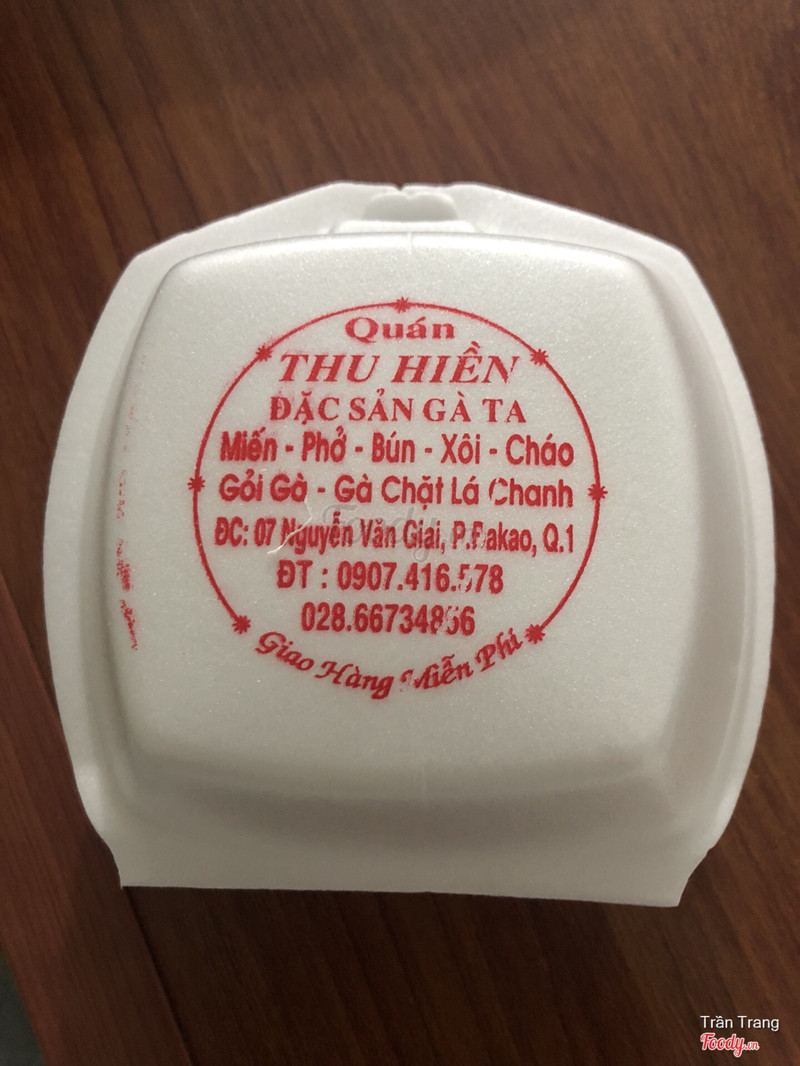 Quán
THU HIỀN
ĐẶC SẢN GÀ TA
Miến - Phở - Bún - Xôi - Cháo
Gỏi Gà - Gà Chặt Lá Chanh
ĐC: 07 Nguyễn Văn Giai, P.Đakao, Q.1
ĐT : 0907.416.578
028.66734856
Giao Hàng Miễn Phí
Foody.vn
Trần Trang
Foody.vn